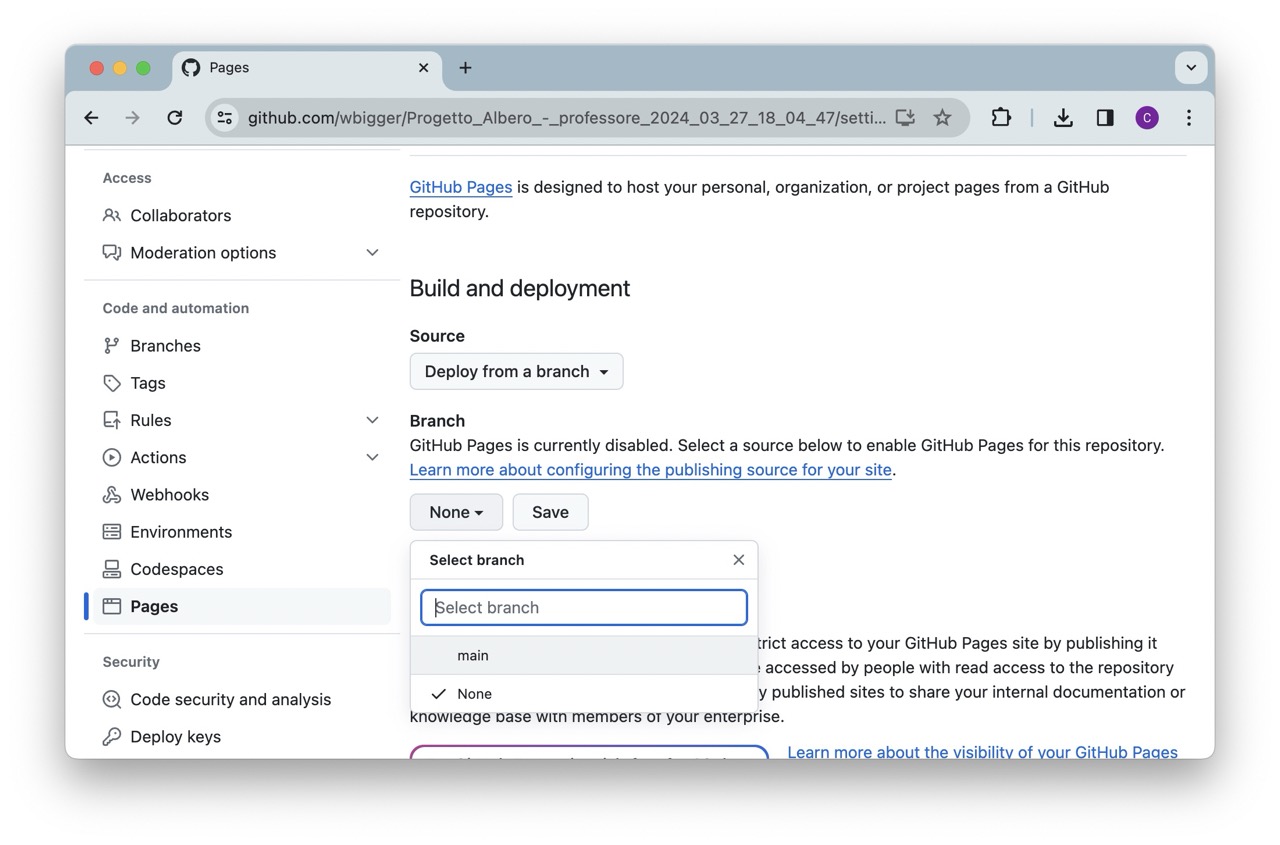 Pages
github.com/wbigger/Progetto_Albero_-_professore_2024_03_27_18_04_47/setti...
C
Access
Collaborators
Moderation options
Code and automation
Branches
Tags
Rules
Actions
Webhooks
Environments
Codespaces
Pages
Security
Code security and analysis
Deploy keys
GitHub Pages is designed to host your personal, organization, or project pages from a GitHub
repository.
Build and deployment
Source
Deploy from a branch
Branch
GitHub Pages is currently disabled. Select a source below to enable GitHub Pages for this repository.
Learn more about configuring the publishing source for your site.
None
Save
Select branch
Select branch
main
None
trict access to your GitHub Pages site by publishing it
accessed by people with read access to the repository
y published sites to share your internal documentation or
knowledge base with members of your enterprise.
Learn more about the visibility of your GitHub Pages